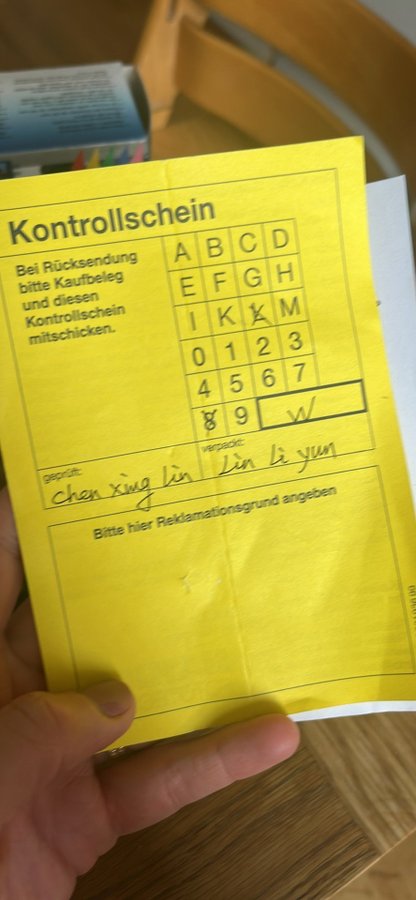 Kontrollschein
Bei Rücksendung
bitte Kaufbeleg
und diesen
Kontrollschein
mitschicken.
A B C D
E F G H
I K L M
0 1 2 3
4 5 6 7
8 9 W
geprüft:
chen xing lin
verpackt:
Lin Li yun
Bitte hier Reklamationsgrund angeben